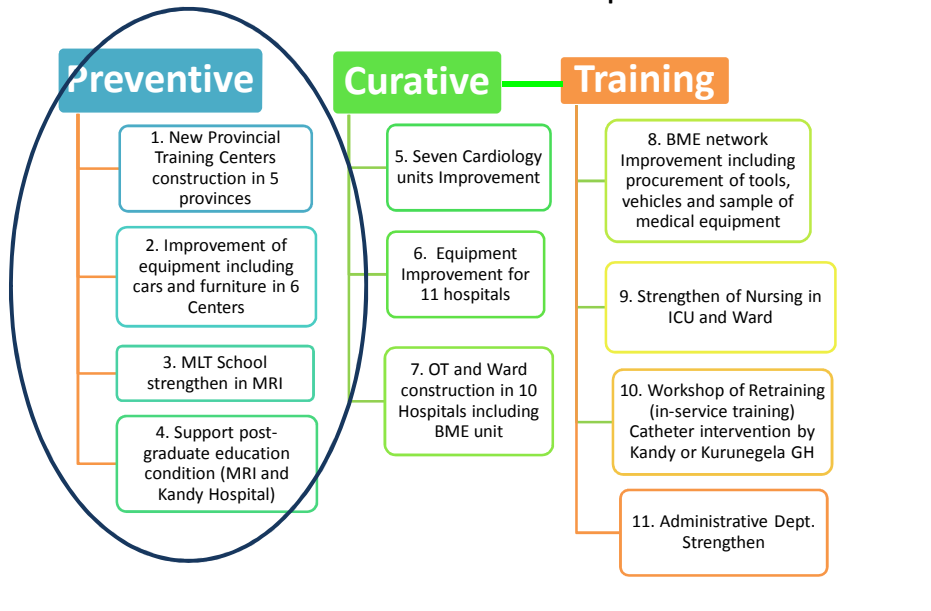 Preventive
1. New Provincial
Training Centers
construction in 5
provinces
2. Improvement of
equipment including
cars and furniture in 6
Centers
3. MLT School
strengthen in MRI
4. Support post-
graduate education
condition (MRI and
Kandy Hospital)
Curative
5. Seven Cardiology
units Improvement
6. Equipment
Improvement for
11 hospitals
7. OT and Ward
construction in 10
Hospitals including
BME unit
Training
8. BME network
Improvement including
procurement of tools,
vehicles and sample of
medical equipment
9. Strengthen of Nursing in
ICU and Ward
10. Workshop of Retraining
(in-service training)
Catheter intervention by
Kandy or Kurunegela GH
11. Administrative Dept.
Strengthen